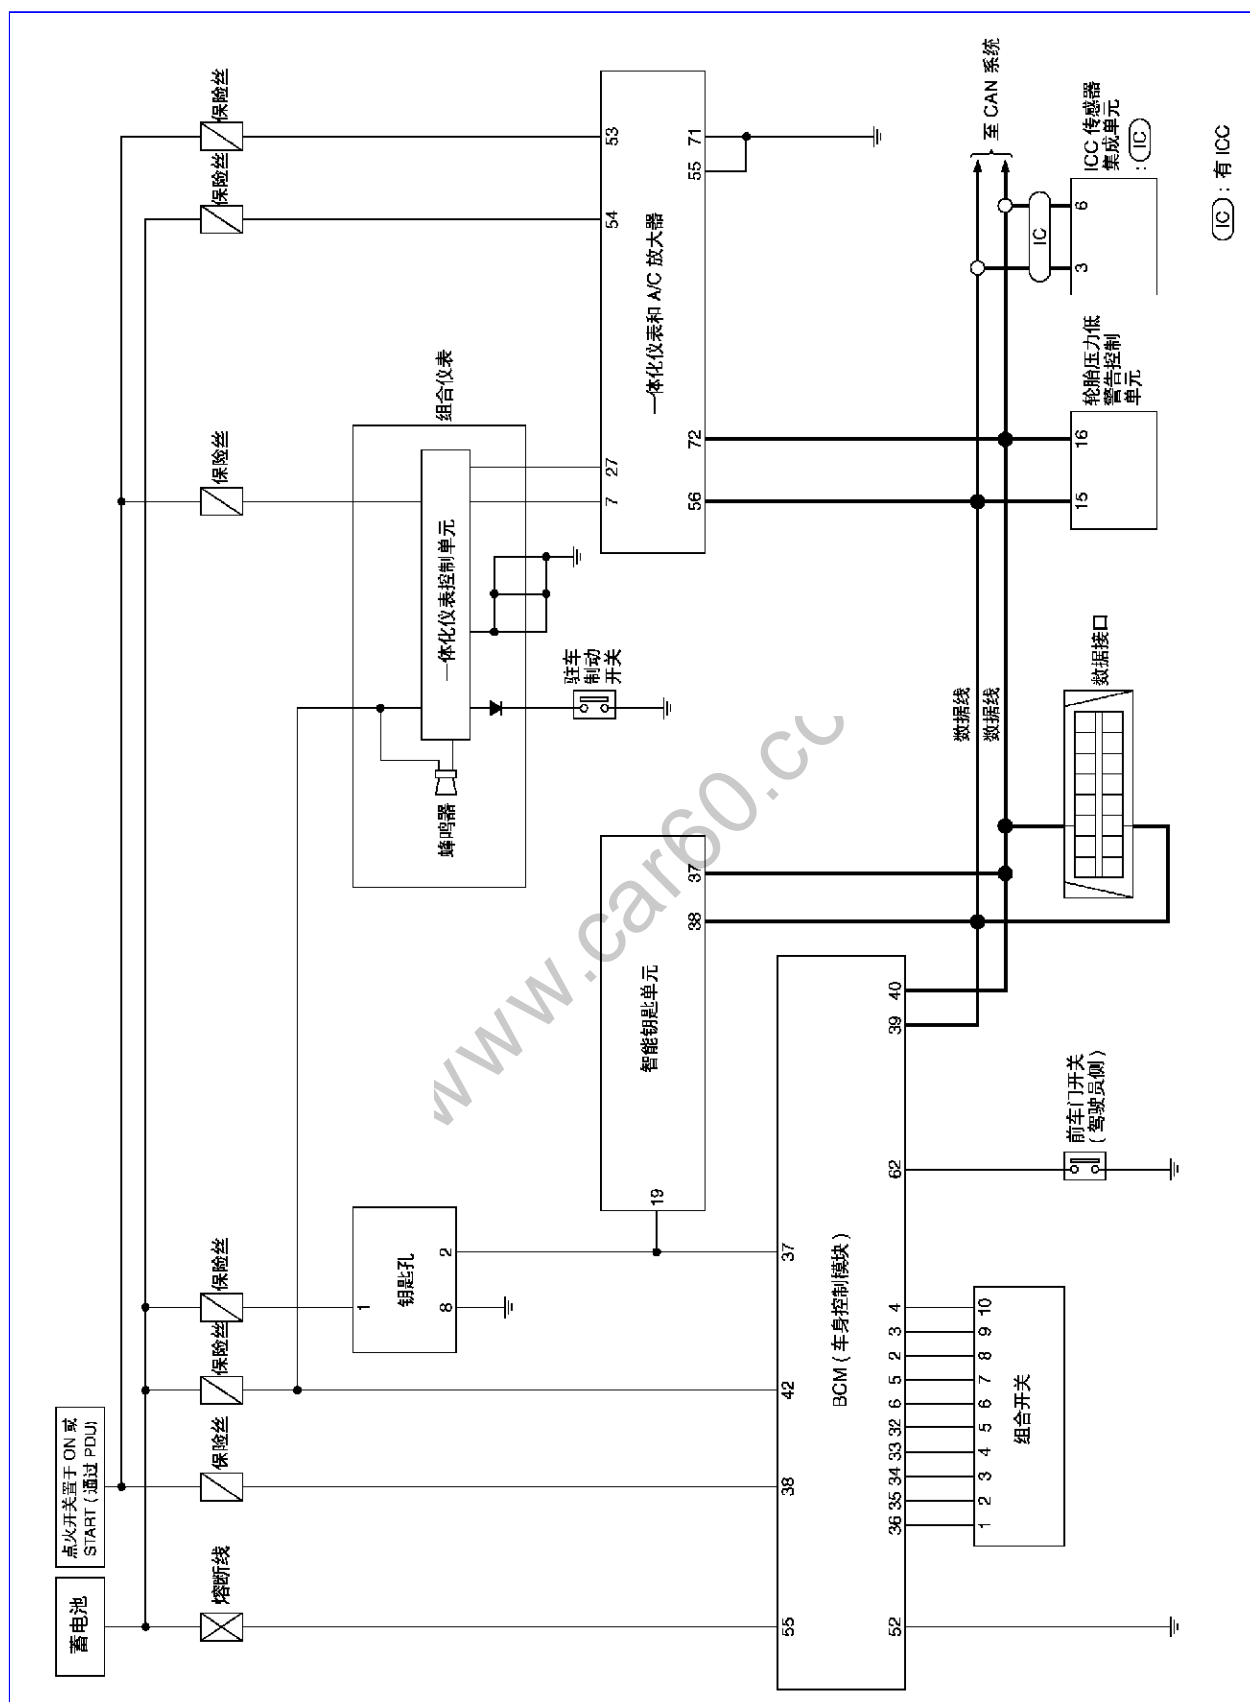 蓄电池
点火开关置于 ON 或
START ( 通过 PDU)
熔断线
保险丝
保险丝
保险丝
保险丝
保险丝
保险丝
钥匙孔
1
2
8
组合仪表
一体化仪表控制单元
蜂鸣器
驻车
制动
开关
一体化仪表和 A/C 放大器
53
54
27
7
71
55
72
56
智能钥匙单元
19
37
38
BCM ( 车身控制模块 )
55
38
42
37
52
36
35
34
33
32
6
5
2
3
4
62
39
40
组合开关
1
2
3
4
5
6
7
8
9
10
前车门开关
( 驾驶员侧 )
数据线
数据线
数据接口
轮胎压力低
警告控制
单元
15
16
至 CAN 系统
ICC 传感器
集成单元
: IC
IC
3
6
IC : 有 ICC
www.car60.co